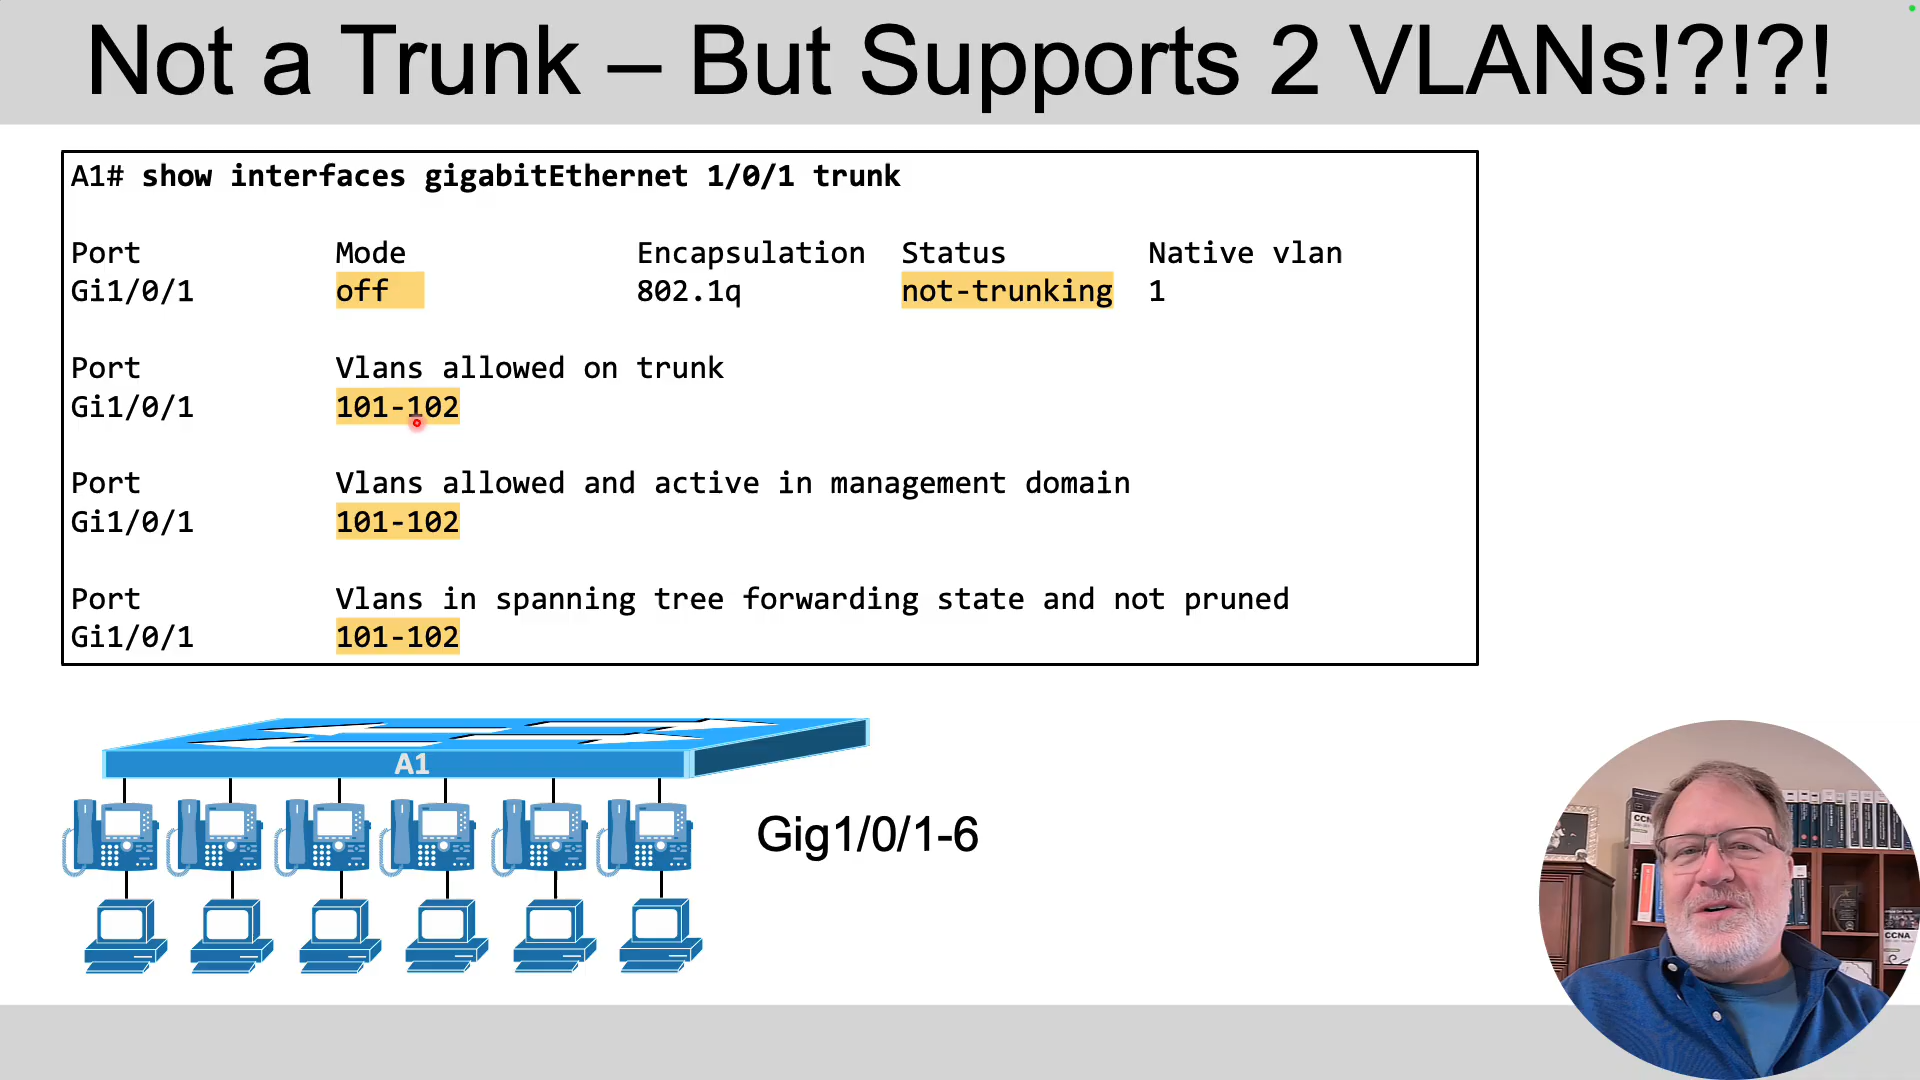 Not a Trunk – But Supports 2 VLANs!?!?!
A1# show interfaces gigabitEthernet 1/0/1 trunk
Port Mode Encapsulation Status Native vlan
Gi1/0/1 off 802.1q not-trunking 1
Port Vlans allowed on trunk
Gi1/0/1 101-102
Port Vlans allowed and active in management domain
Gi1/0/1 101-102
Port Vlans in spanning tree forwarding state and not pruned
Gi1/0/1 101-102
A1
Gig1/0/1-6
CCNA